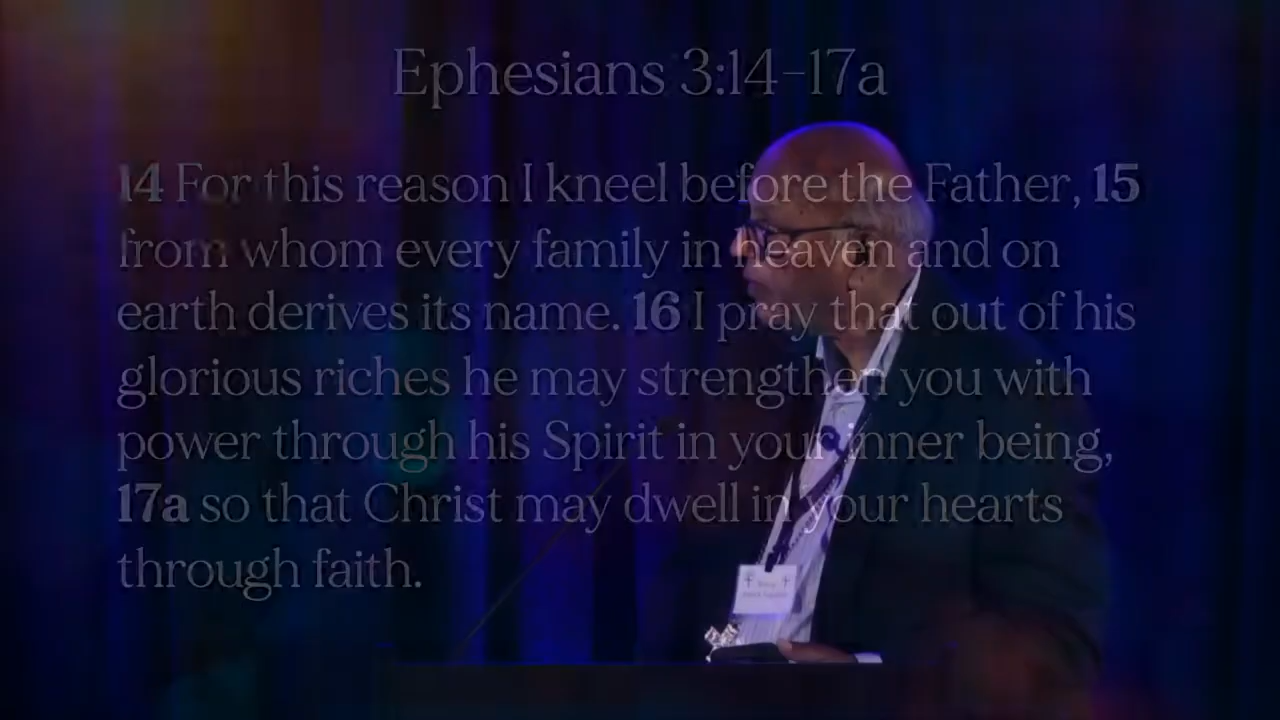 Ephesians 3:14–17a
14 For this reason I kneel before the Father, 15
from whom every family in heaven and on
earth derives its name. 16 I pray that out of his
glorious riches he may strengthen you with
power through his Spirit in your inner being,
17a so that Christ may dwell in your hearts
through faith.